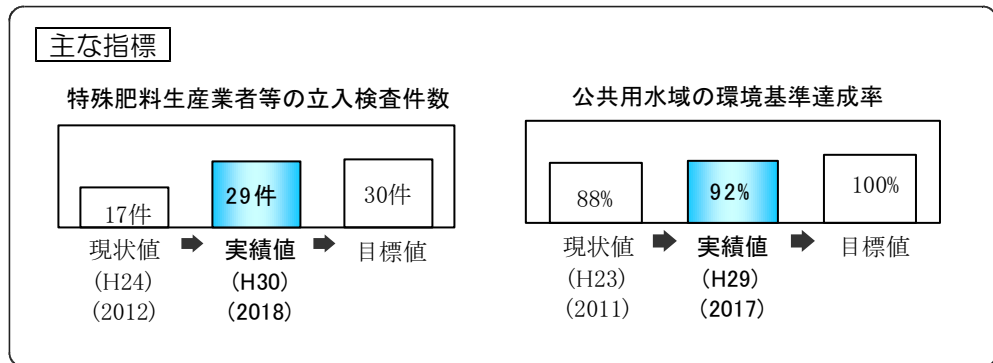 主な指標
特殊肥料生産業者等の立入検査件数
17件
29件
30件
現状値
(H24)
(2012)
➡
実績値
(H30)
(2018)
➡
目標値
公共用水域の環境基準達成率
88%
92%
100%
現状値
(H23)
(2011)
➡
実績値
(H29)
(2017)
➡
目標値